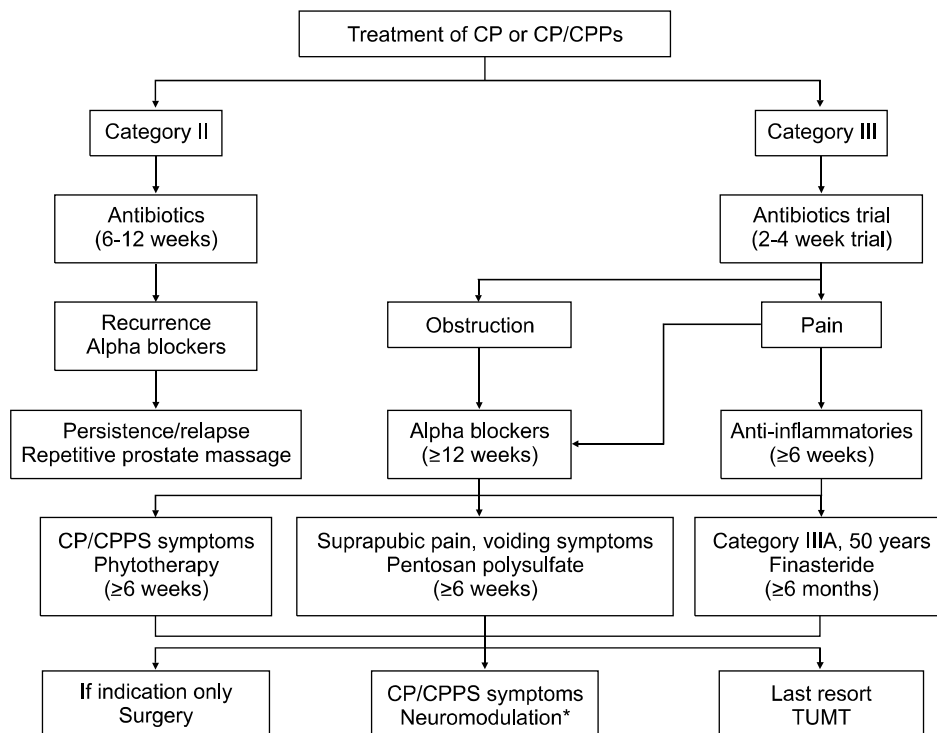 Treatment of CP or CP/CPPs
Category II
Category III
Antibiotics
(6-12 weeks)
Antibiotics trial
(2-4 week trial)
Recurrence
Alpha blockers
Obstruction
Pain
Persistence/relapse
Repetitive prostate massage
Alpha blockers
(≥12 weeks)
Anti-inflammatories
(≥6 weeks)
CP/CPPS symptoms
Phytotherapy
(≥6 weeks)
Suprapubic pain, voiding symptoms
Pentosan polysulfate
(≥6 weeks)
Category IIIA, 50 years
Finasteride
(≥6 months)
If indication only
Surgery
CP/CPPS symptoms
Neuromodulation*
Last resort
TUMT